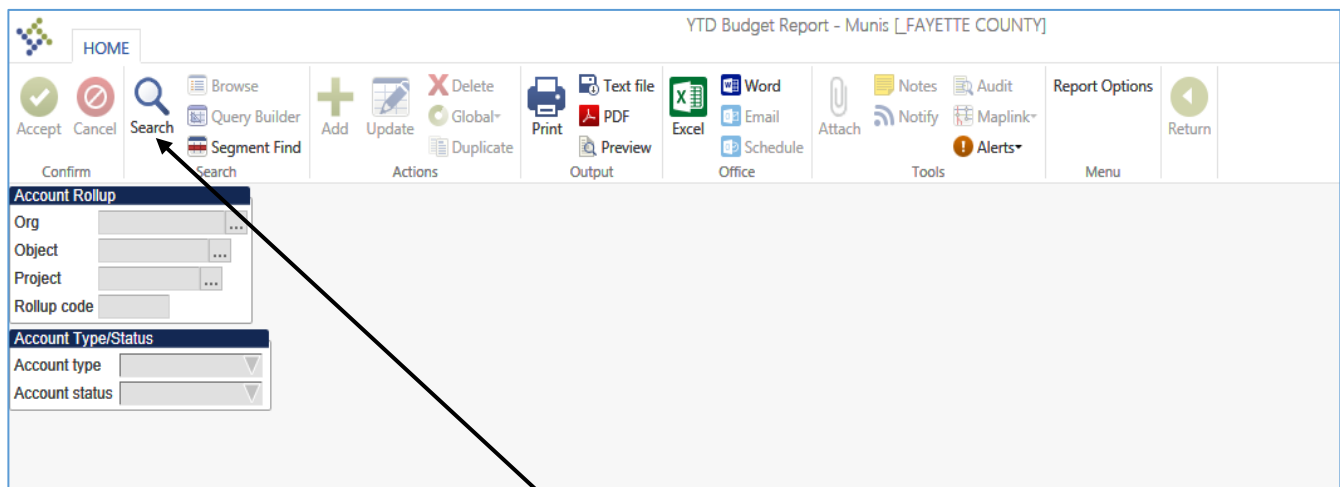 YTD Budget Report - Munis [_FAYETTE COUNTY]
HOME
Accept
Cancel
Confirm
Search
Browse
Query Builder
Segment Find
Search
Add
Update
Delete
Global
Duplicate
Actions
Print
Text file
PDF
Preview
Output
Excel
Word
Email
Schedule
Office
Attach
Notes
Notify
Audit
Maplink
Alerts
Tools
Report Options
Menu
Return
Account Rollup
Org ...
Object ...
Project ...
Rollup code
Account Type/Status
Account type
Account status